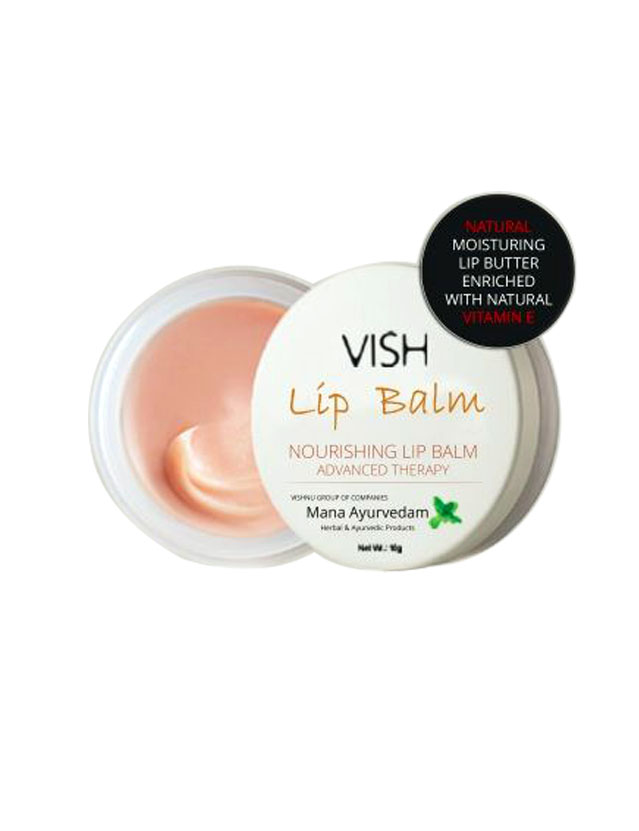 NATURAL
MOISTURING
LIP BUTTER
ENRICHED
WITH NATURAL
VITAMIN E
VISH
Lip Balm
NOURISHING LIP BALM
ADVANCED THERAPY
VISHNU GROUP OF COMPANIES
Mana Ayurvedam
Herbal & Ayurvedic Products
Net Wt.: 10g